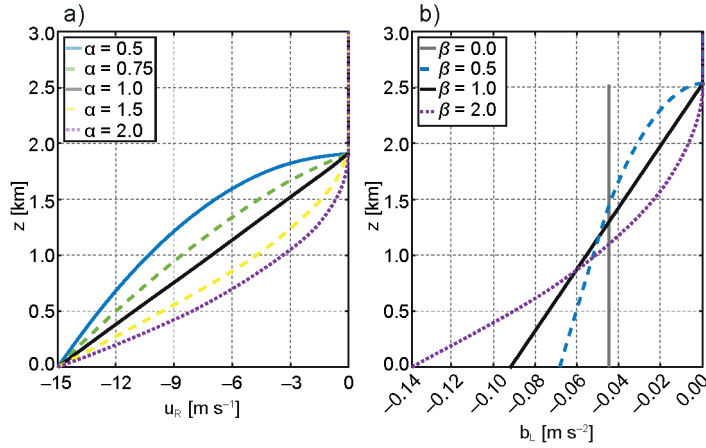 a)
b)
3.0
2.5
2.0
1.5
1.0
0.5
0.0
z [km]
α = 0.5
α = 0.75
α = 1.0
α = 1.5
α = 2.0
−15
−12
−9
−6
−3
0
u_R [m s⁻¹]
3.0
2.5
2.0
1.5
1.0
0.5
0.0
z [km]
β = 0.0
β = 0.5
β = 1.0
β = 2.0
−0.14
−0.12
−0.10
−0.08
−0.06
−0.04
−0.02
0.00
b_L [m s⁻²]